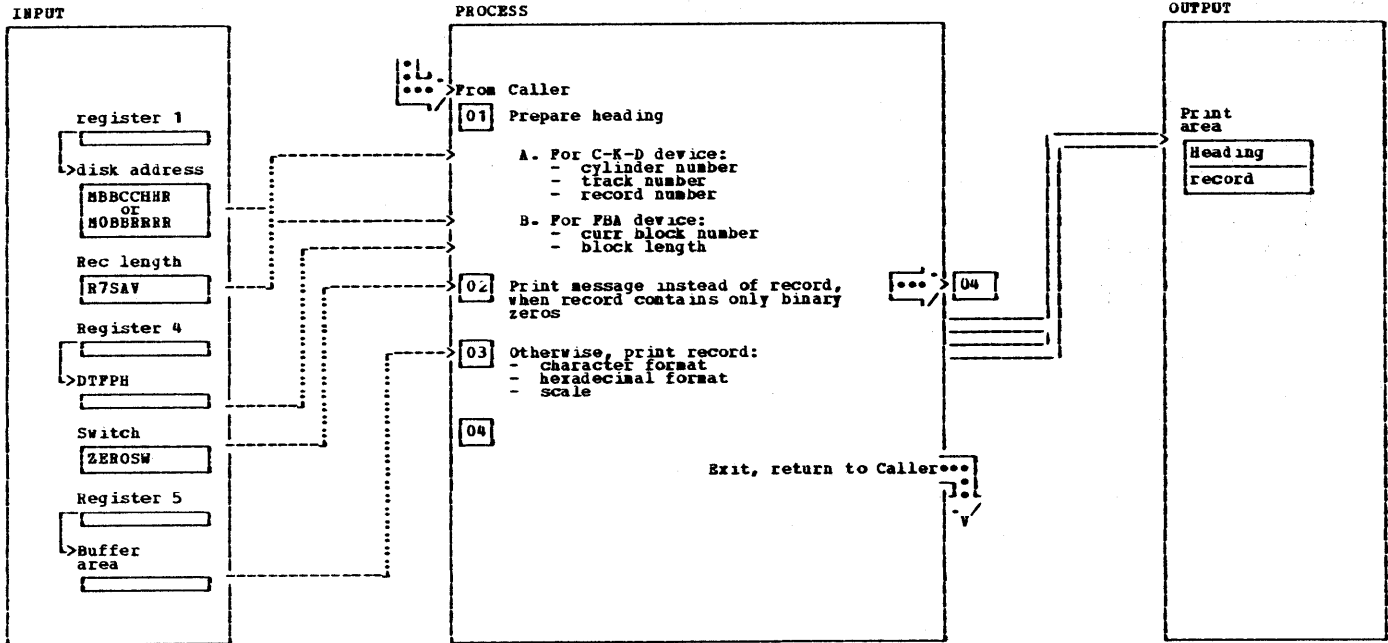 INPUT
register 1
disk address
MBBCCHHR
or
M0BBRRRR
Rec length
R7SAV
Register 4
DTFPH
Switch
ZEROSW
Register 5
Buffer
area
PROCESS
From Caller
01 Prepare heading
A. For C-K-D device:
- cylinder number
- track number
- record number
B. For FBA device:
- curr block number
- block length
02 Print message instead of record,
when record contains only binary
zeros
04
03 Otherwise, print record:
- character format
- hexadecimal format
- scale
04
Exit, return to Caller
OUTPUT
Print
area
Heading
record